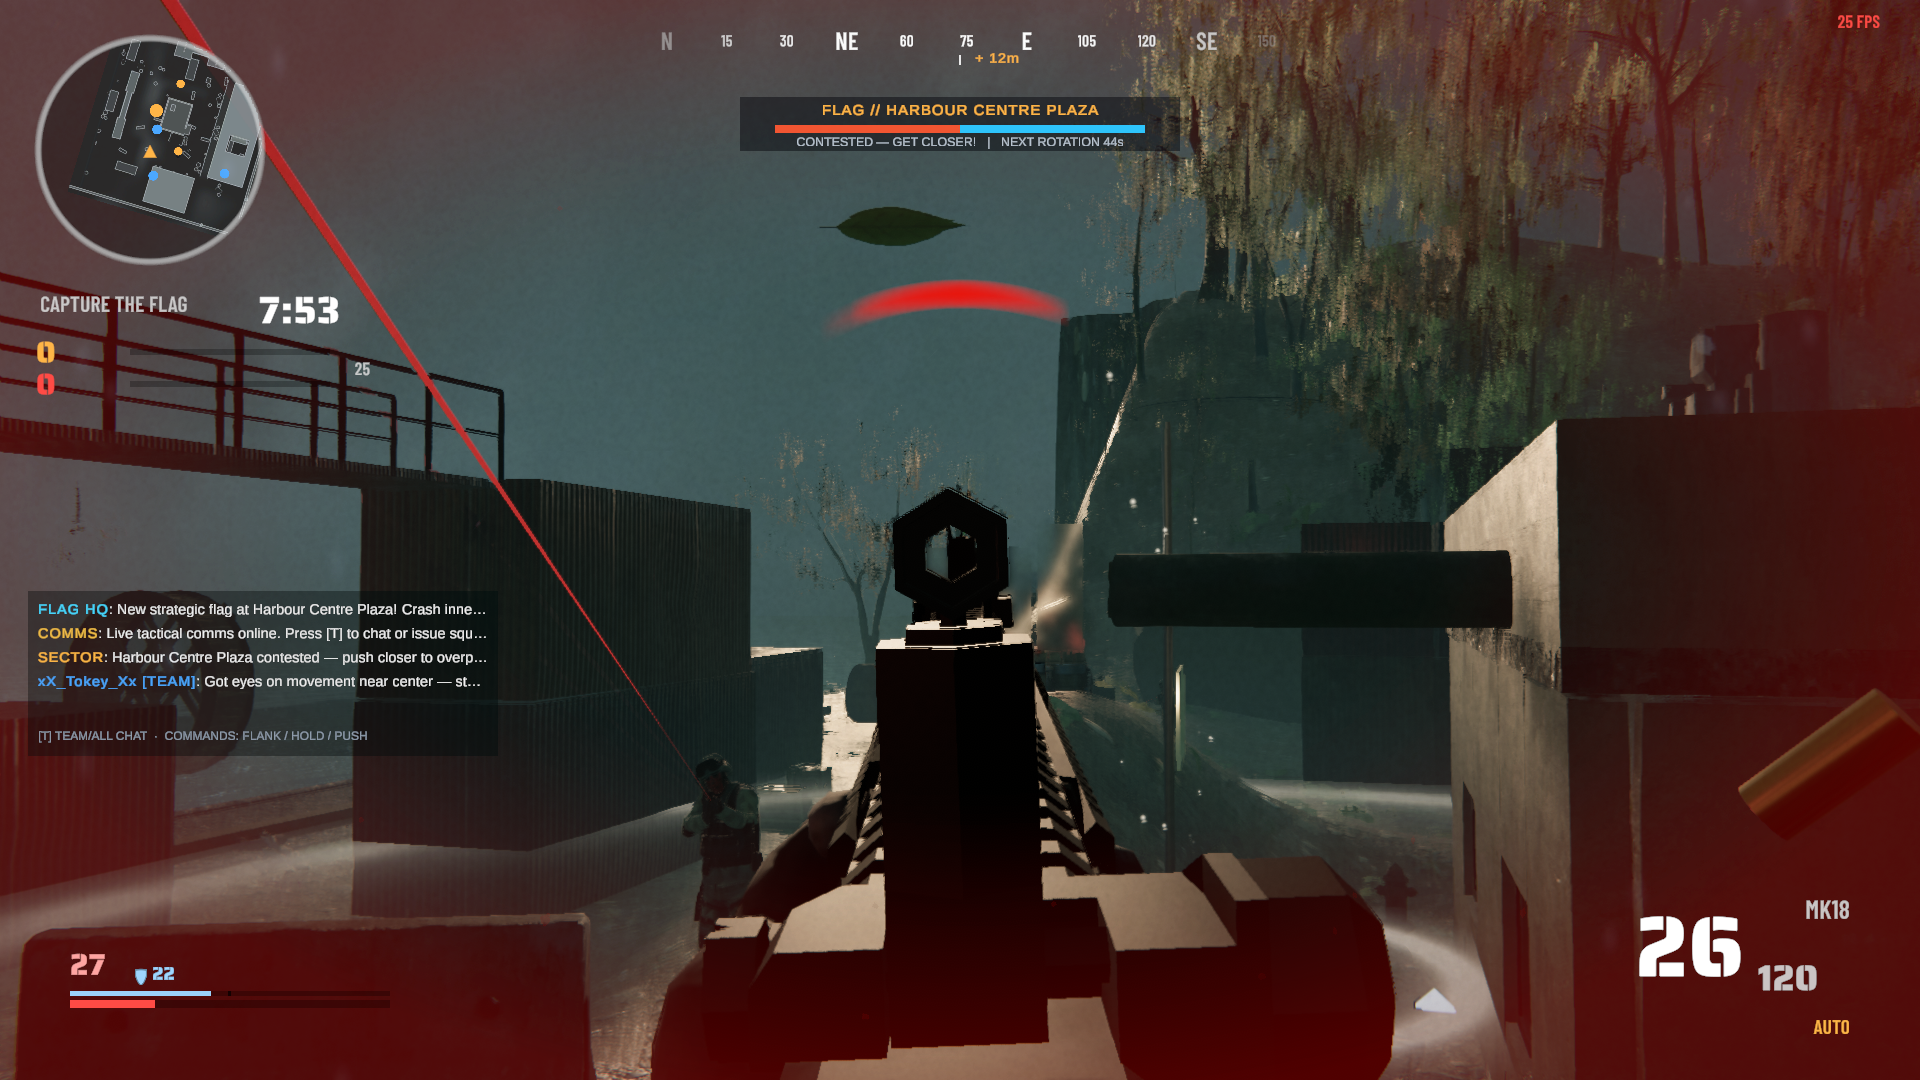 25 FPS
N 15 30 NE 60 75 E 105 120 SE 150
+ 12m
FLAG // HARBOUR CENTRE PLAZA
CONTESTED — GET CLOSER! | NEXT ROTATION 44s
CAPTURE THE FLAG 7:53
0
25
0
FLAG HQ: New strategic flag at Harbour Centre Plaza! Crash inne...
COMMS: Live tactical comms online. Press [T] to chat or issue squ...
SECTOR: Harbour Centre Plaza contested — push closer to overp...
xX_Tokey_Xx [TEAM]: Got eyes on movement near center — st...
[T] TEAM/ALL CHAT · COMMANDS: FLANK / HOLD / PUSH
27 22
MK18
26 120
AUTO